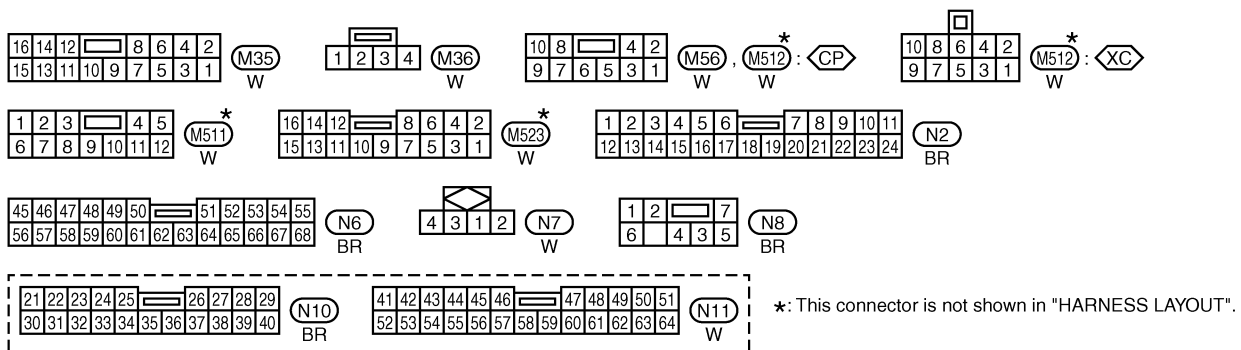 16 14 12 8 6 4 2
15 13 11 10 9 7 5 3 1
M35
W
1 2 3 4
M36
W
10 8 4 2
9 7 6 5 3 1
M56 , M512* : CP
W W
10 8 6 4 2
9 7 5 3 1
M512* : XC
W
1 2 3 4 5
6 7 8 9 10 11 12
M511*
W
16 14 12 8 6 4 2
15 13 11 10 9 7 5 3 1
M523*
W
1 2 3 4 5 6 7 8 9 10 11
12 13 14 15 16 17 18 19 20 21 22 23 24
N2
BR
45 46 47 48 49 50 51 52 53 54 55
56 57 58 59 60 61 62 63 64 65 66 67 68
N6
BR
4 3 1 2
N7
W
1 2 7
6 4 3 5
N8
BR
21 22 23 24 25 26 27 28 29
30 31 32 33 34 35 36 37 38 39 40
N10
BR
41 42 43 44 45 46 47 48 49 50 51
52 53 54 55 56 57 58 59 60 61 62 63 64
N11
W
*: This connector is not shown in "HARNESS LAYOUT".